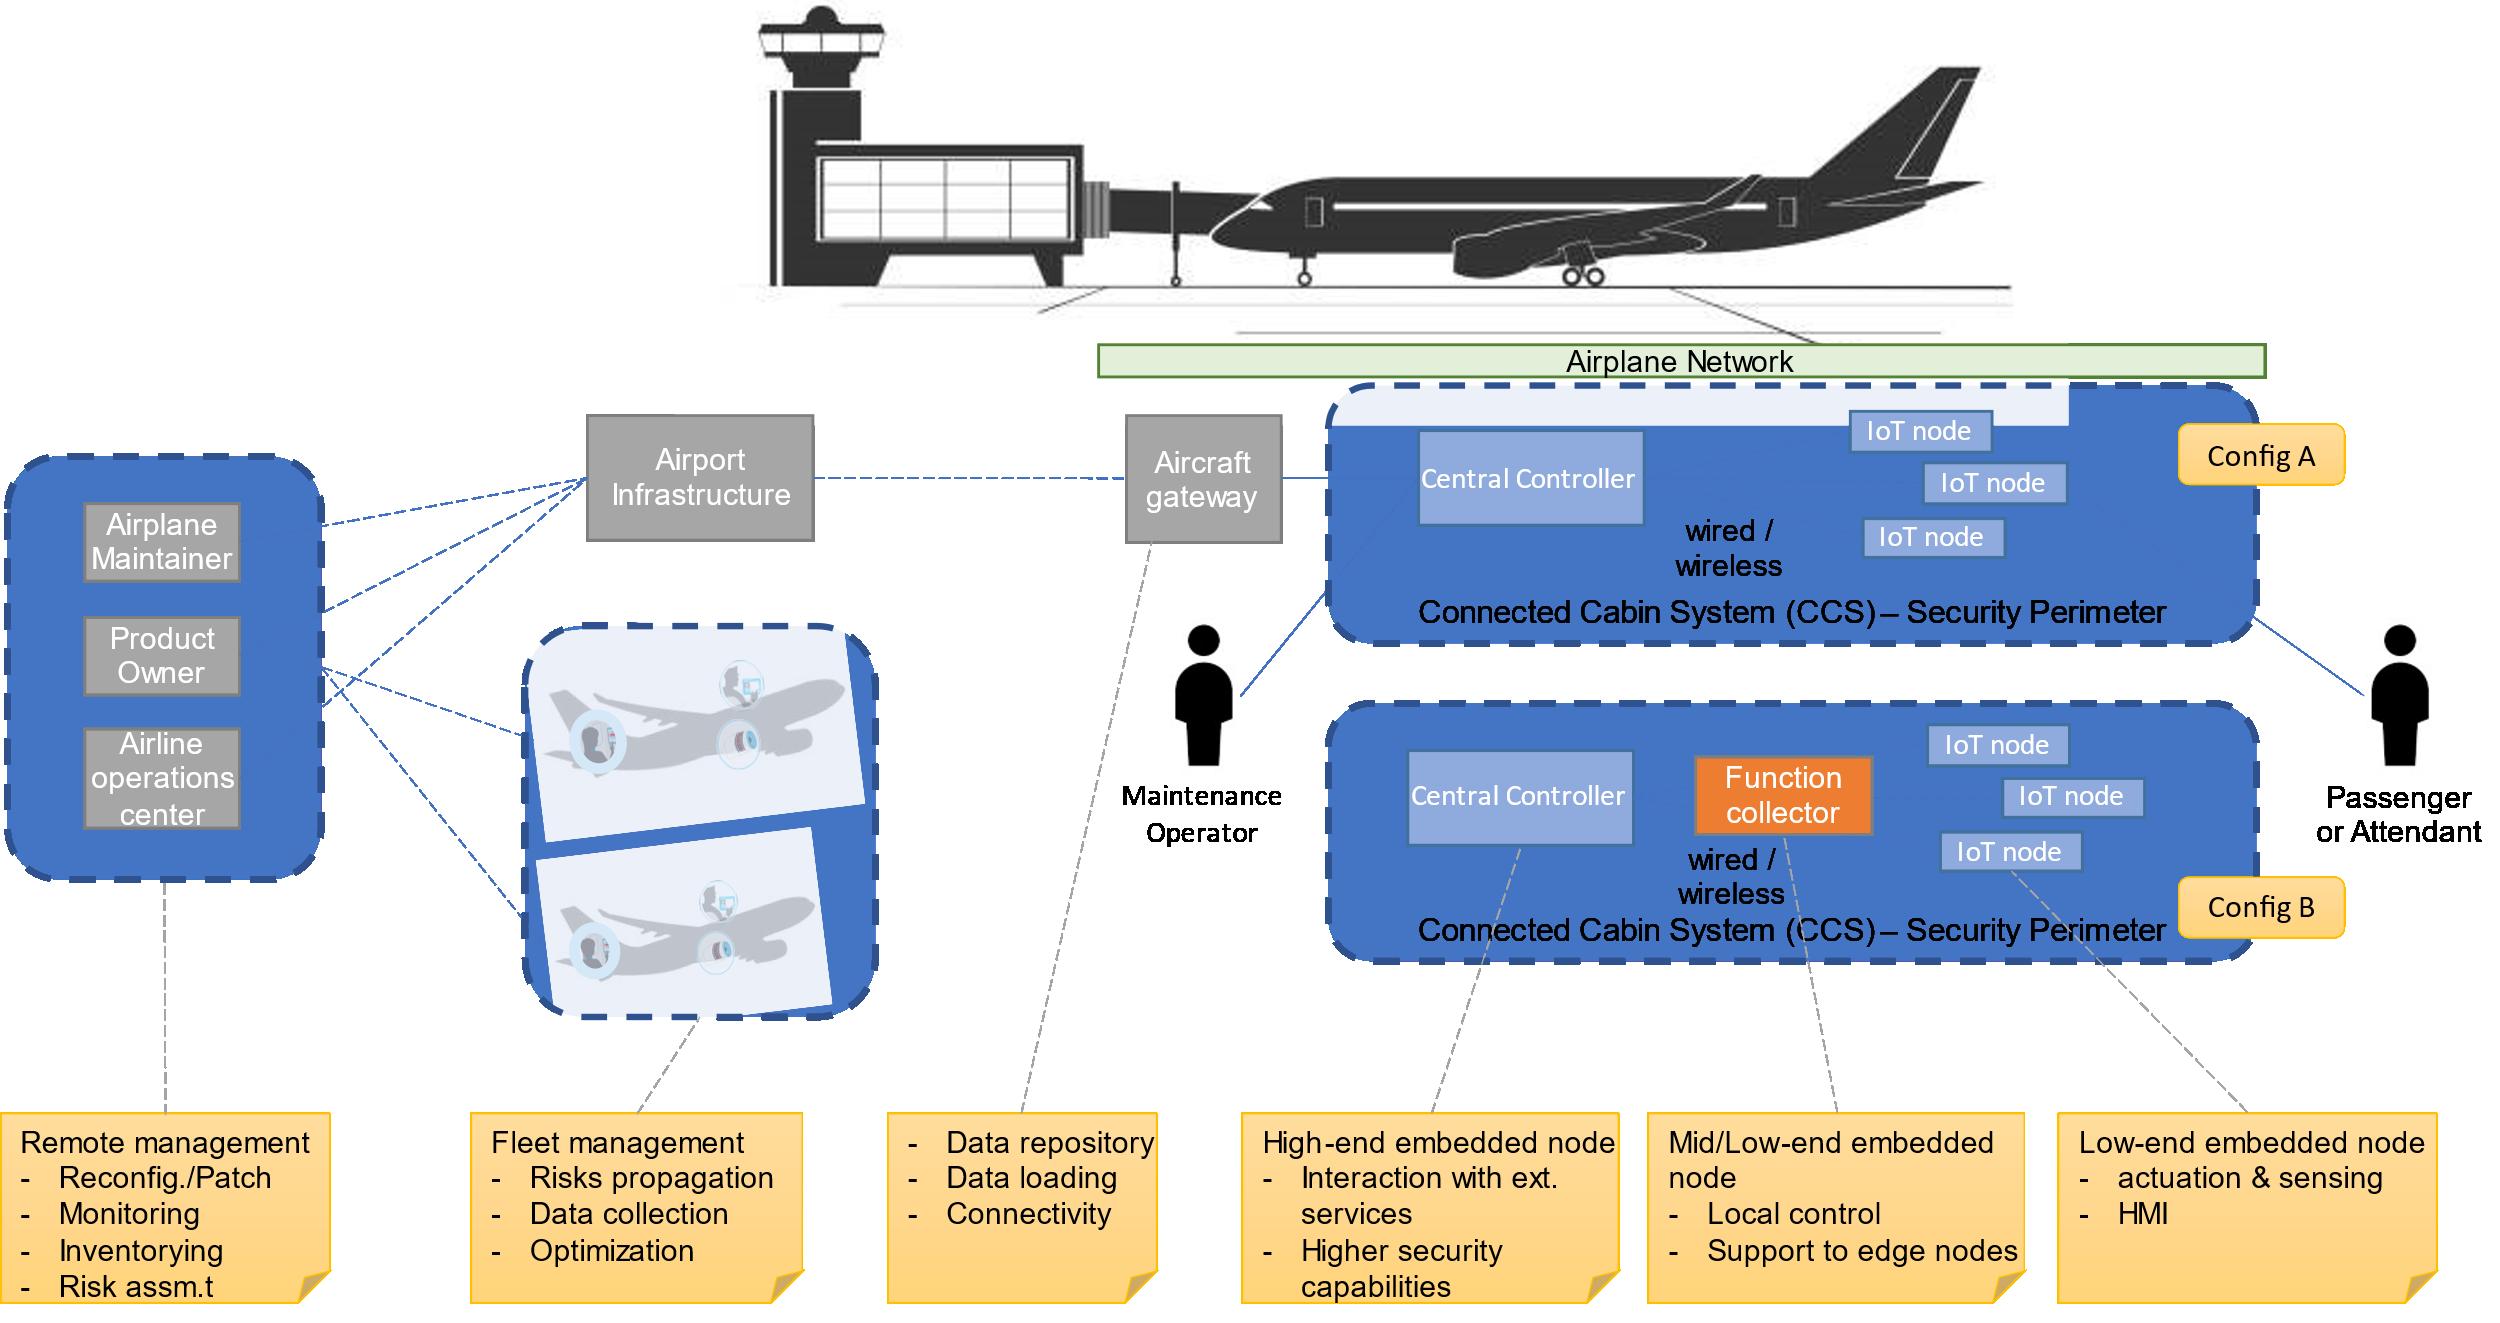 Airplane Network
Airplane
Maintainer
Product
Owner
Airline
operations
center
Airport
Infrastructure
Aircraft
gateway
Central Controller
IoT node
IoT node
IoT node
wired /
wireless
Connected Cabin System (CCS) – Security Perimeter
Config A
Maintenance
Operator
Central Controller
Function
collector
IoT node
IoT node
IoT node
wired /
wireless
Connected Cabin System (CCS) – Security Perimeter
Config B
Passenger
or Attendant
Remote management
- Reconfig./Patch
- Monitoring
- Inventorying
- Risk assm.t
Fleet management
- Risks propagation
- Data collection
- Optimization
- Data repository
- Data loading
- Connectivity
High-end embedded node
- Interaction with ext.
services
- Higher security
capabilities
Mid/Low-end embedded
node
- Local control
- Support to edge nodes
Low-end embedded node
- actuation & sensing
- HMI